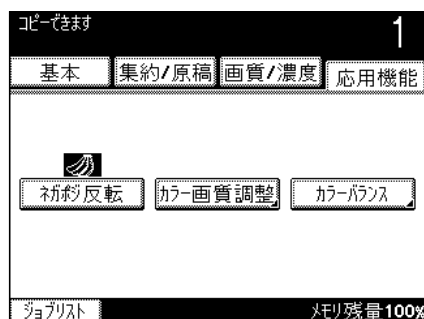 コピーできます 1
基本 集約/原稿 画質/濃度 応用機能
ネガポジ反転 カラー画質調整 カラーバランス
ジョブリスト メモリ残量100%